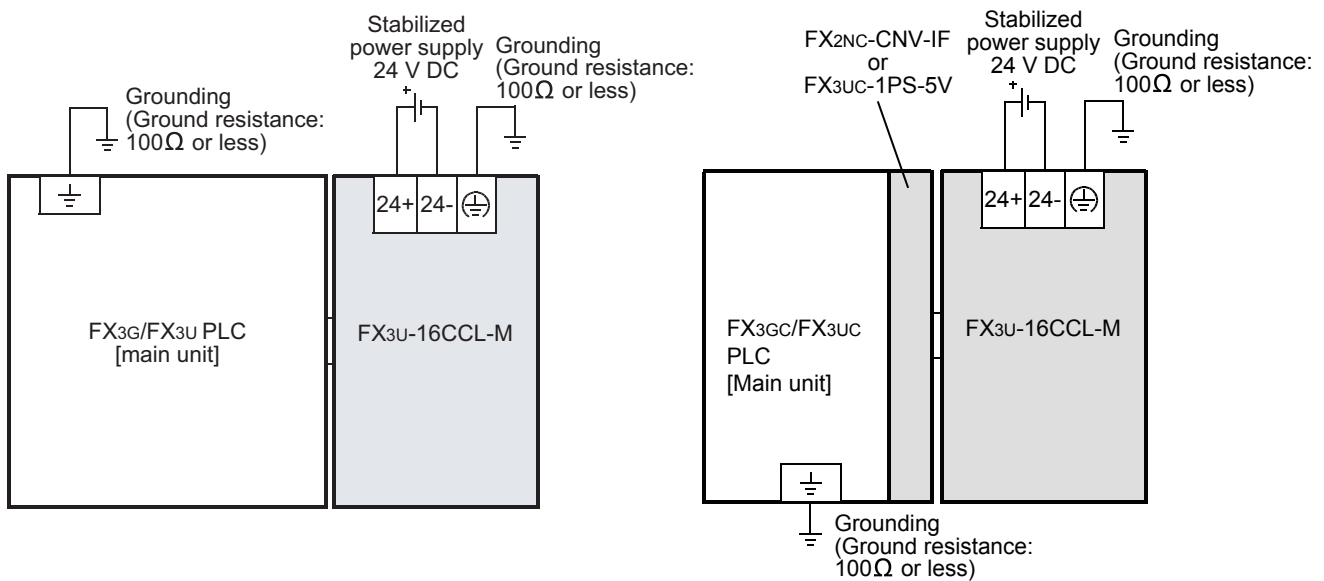 Stabilized
power supply
24 V DC
+
Grounding
(Ground resistance:
100Ω or less)
Grounding
(Ground resistance:
100Ω or less)
24+
24-
FX3G/FX3U PLC
[main unit]
FX3U-16CCL-M
FX2NC-CNV-IF
or
FX3UC-1PS-5V
Stabilized
power supply
24 V DC
+
Grounding
(Ground resistance:
100Ω or less)
24+
24-
FX3GC/FX3UC
PLC
[Main unit]
FX3U-16CCL-M
Grounding
(Ground resistance:
100Ω or less)